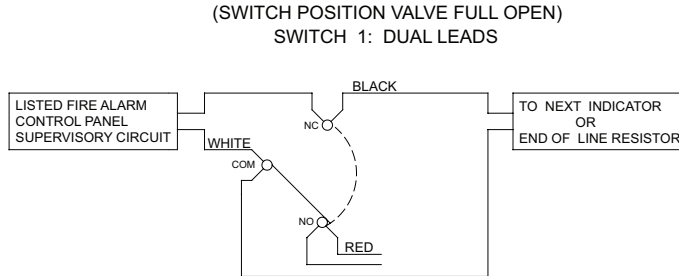 (SWITCH POSITION VALVE FULL OPEN)
SWITCH 1: DUAL LEADS
BLACK
LISTED FIRE ALARM
CONTROL PANEL
SUPERVISORY CIRCUIT
TO NEXT INDICATOR
OR
END OF LINE RESISTOR
NC
WHITE
COM
NO
RED